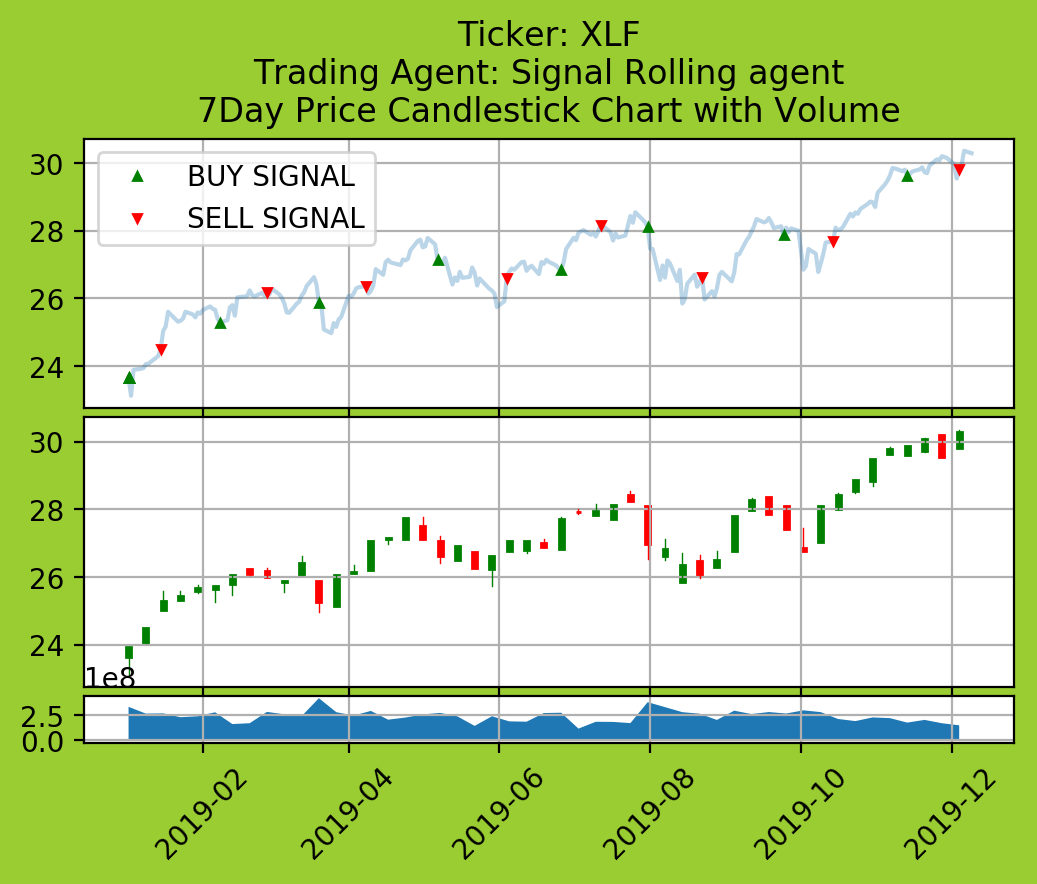 Ticker: XLF
Trading Agent: Signal Rolling agent
7Day Price Candlestick Chart with Volume
BUY SIGNAL
SELL SIGNAL
30
28
26
24
30
28
26
24
1e8
2.5
0.0
2019-02
2019-04
2019-06
2019-08
2019-10
2019-12